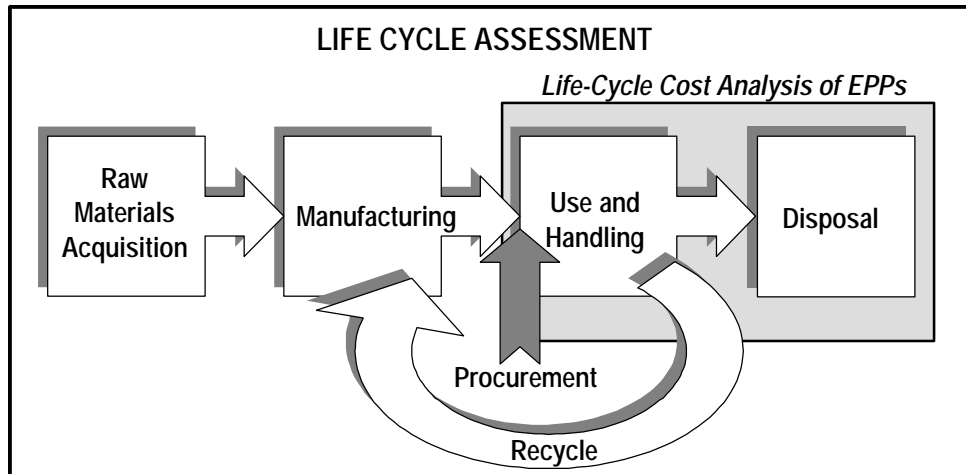 LIFE CYCLE ASSESSMENT
Life-Cycle Cost Analysis of EPPs
Raw
Materials
Acquisition
Manufacturing
Use and
Handling
Disposal
Procurement
Recycle